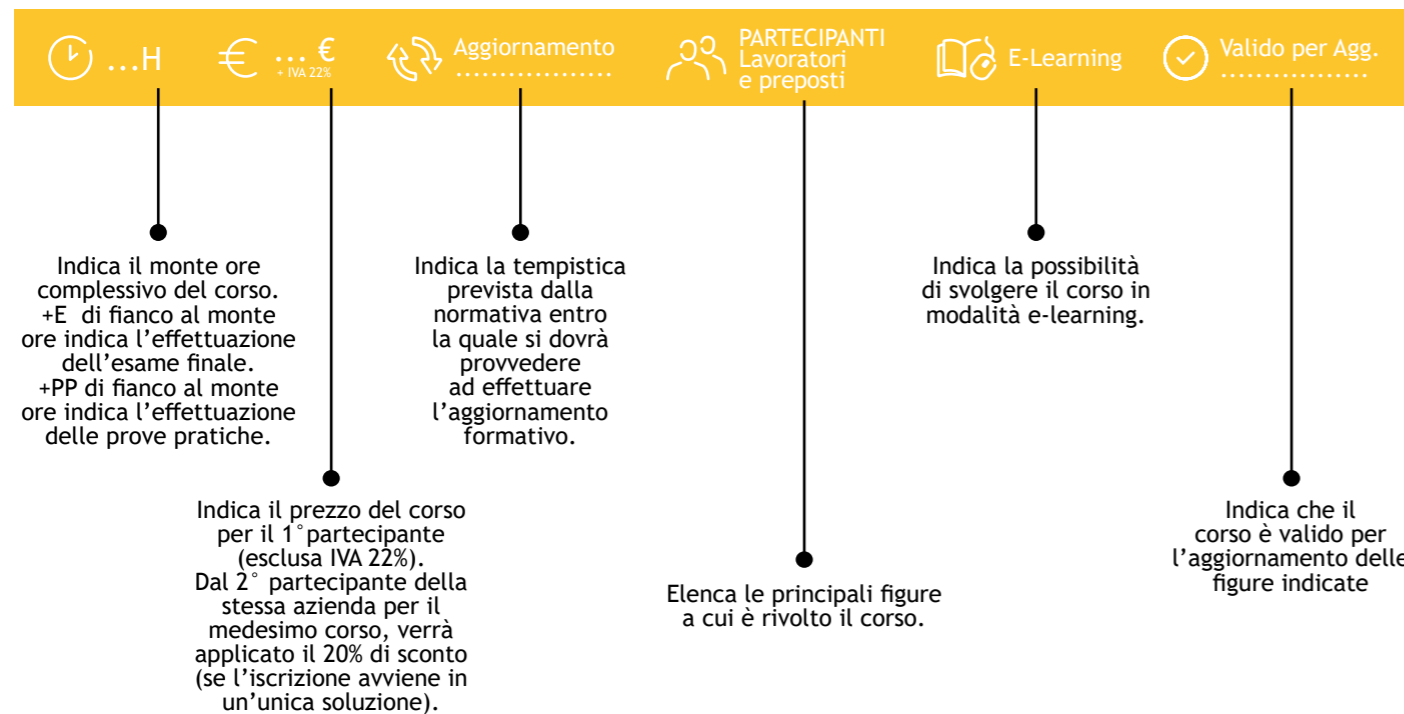 ...H
€
... €
+ IVA 22%
Aggiornamento
..................
PARTECIPANTI
Lavoratori
e preposti
E-Learning
Valido per Agg.
.................
Indica il monte ore
complessivo del corso.
+E di fianco al monte
ore indica l’effettuazione
dell’esame finale.
+PP di fianco al monte
ore indica l’effettuazione
delle prove pratiche.
Indica il prezzo del corso
per il 1°partecipante
(esclusa IVA 22%).
Dal 2° partecipante della
stessa azienda per il
medesimo corso, verrà
applicato il 20% di sconto
(se l’iscrizione avviene in
un’unica soluzione).
Indica la tempistica
prevista dalla
normativa entro
la quale si dovrà
provvedere
ad effettuare
l’aggiornamento
formativo.
Elenca le principali figure
a cui è rivolto il corso.
Indica la possibilità
di svolgere il corso in
modalità e-learning.
Indica che il
corso è valido per
l’aggiornamento delle
figure indicate